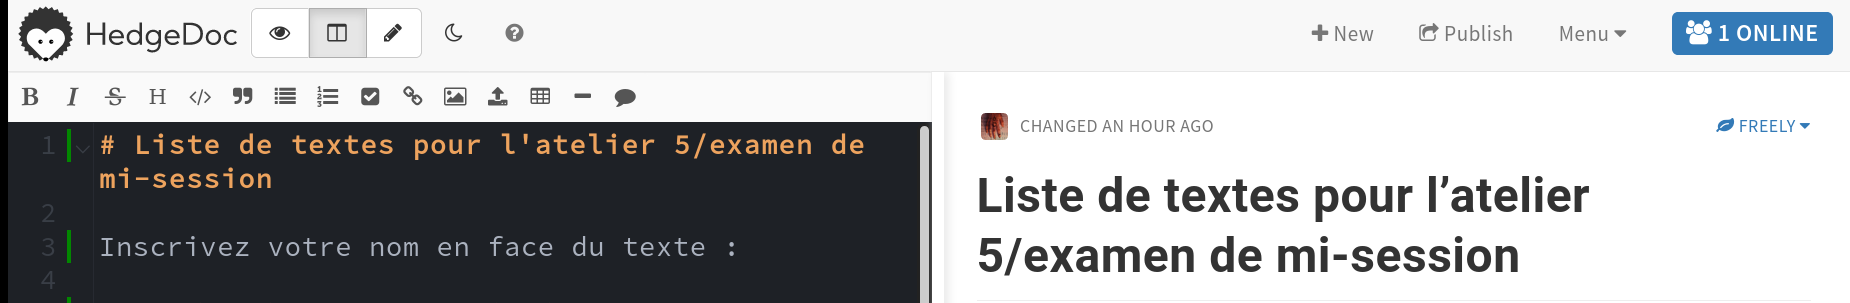 HedgeDoc
New
Publish
Menu
1 ONLINE
B I S H </>
1 # Liste de textes pour l'atelier 5/examen de
mi-session
2
3 Inscrivez votre nom en face du texte :
4
CHANGED AN HOUR AGO
FREELY
Liste de textes pour l’atelier
5/examen de mi-session